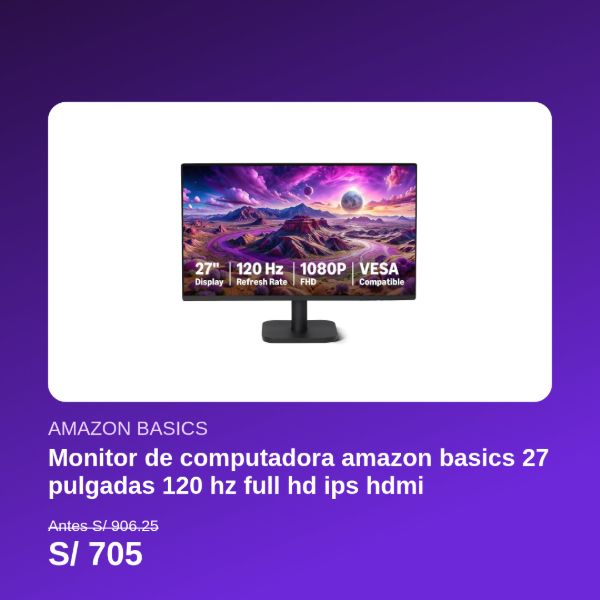 27" 120 Hz 1080P VESA
Display Refresh Rate FHD Compatible
AMAZON BASICS
Monitor de computadora amazon basics 27
pulgadas 120 hz full hd ips hdmi
Antes S/ 906.25
S/ 705